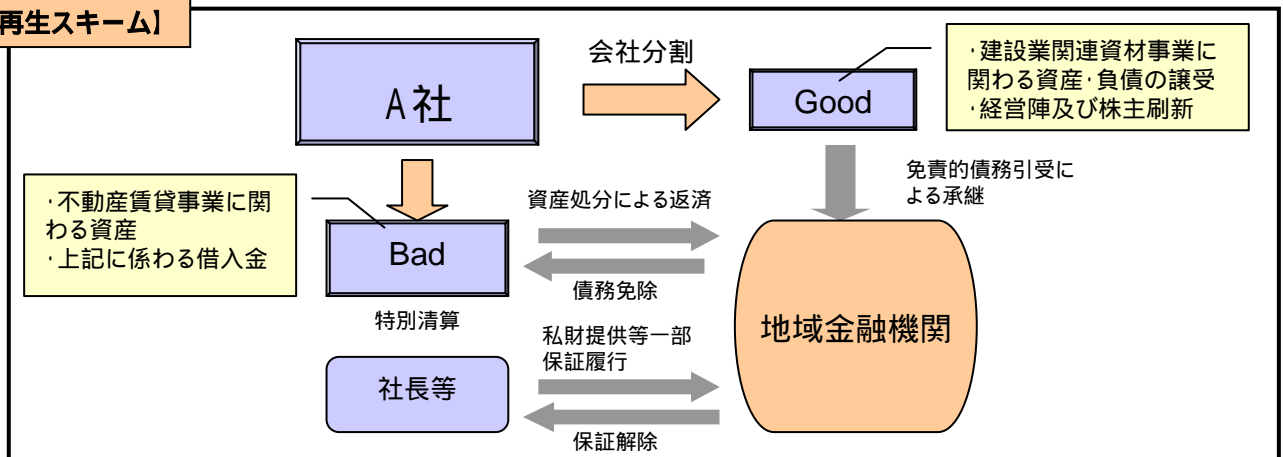 再生スキーム】
A社
会社分割
Good
・建設業関連資材事業に
関わる資産・負債の譲受
・経営陣及び株主刷新
免責的債務引受に
よる承継
・不動産賃貸事業に関
わる資産
・上記に係わる借入金
Bad
特別清算
資産処分による返済
債務免除
地域金融機関
社長等
私財提供等一部
保証履行
保証解除